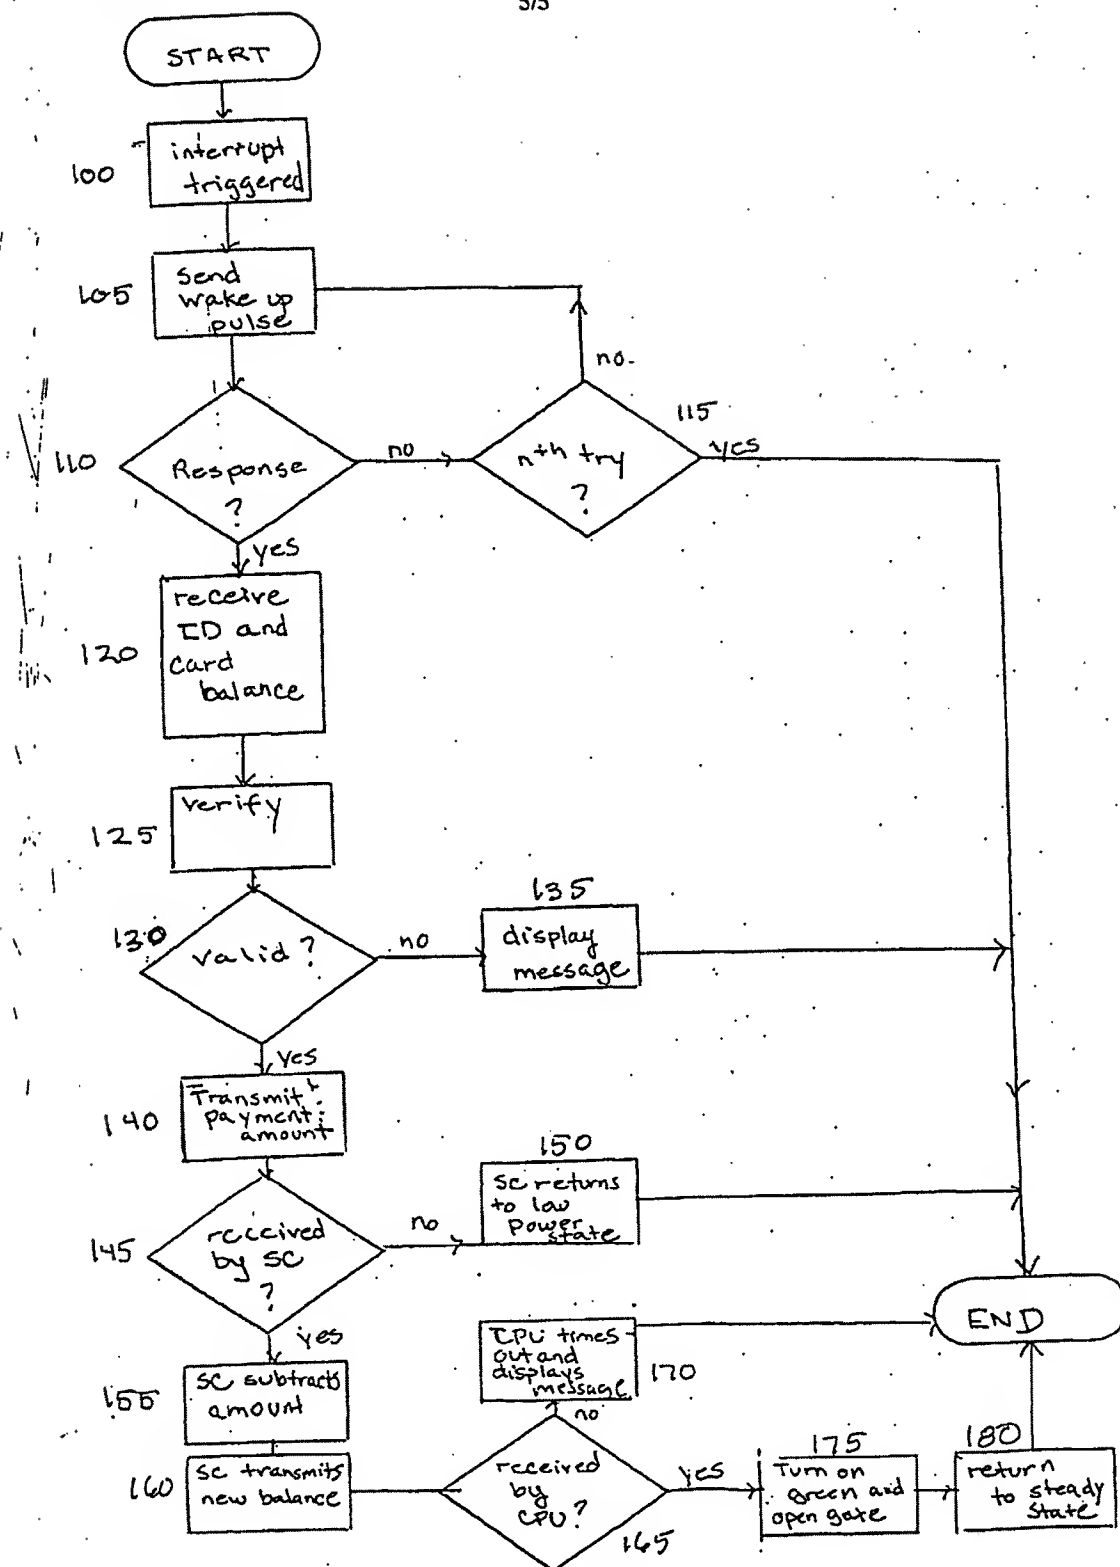 5/5
START
100
interrupt
triggered
105
Send
wake up
pulse
no.
110
Response
?
no
nth try
?
115
yes
yes
receive
ID and
card
balance
120
verify
125
130
valid?
no
135
display
message
yes
140
Transmit
payment
amount
145
received
by SC
?
no
150
SC returns
to low
power
state
yes
155
SC subtracts
amount
160
SC transmits
new balance
CPU times
out and
displays
message
170
no
received
by
CPU?
165
yes
175
Turn on
green and
open gate
180
return
to steady
state
END